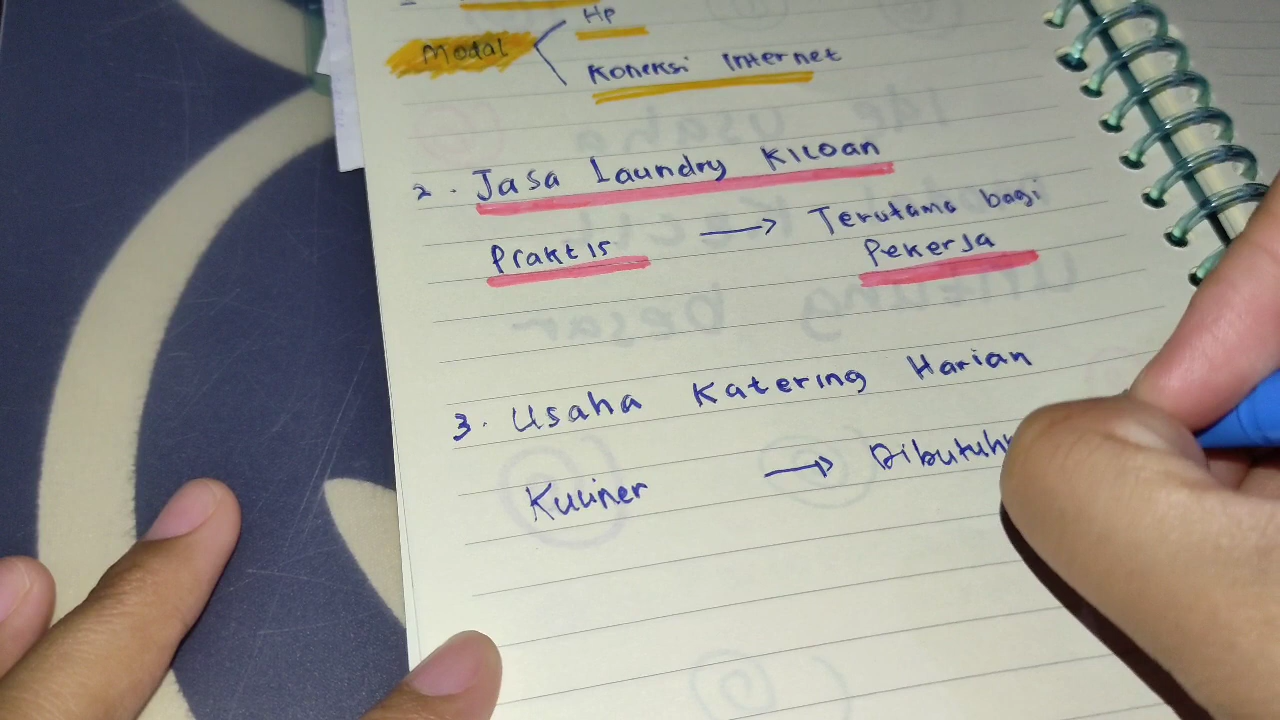 Hp
Modal
Koneksi Internet
2. Jasa Laundry Kiloan
Praktis → Terutama bagi
Pekerja
3. Usaha Katering Harian
Kuliner → Dibutuh